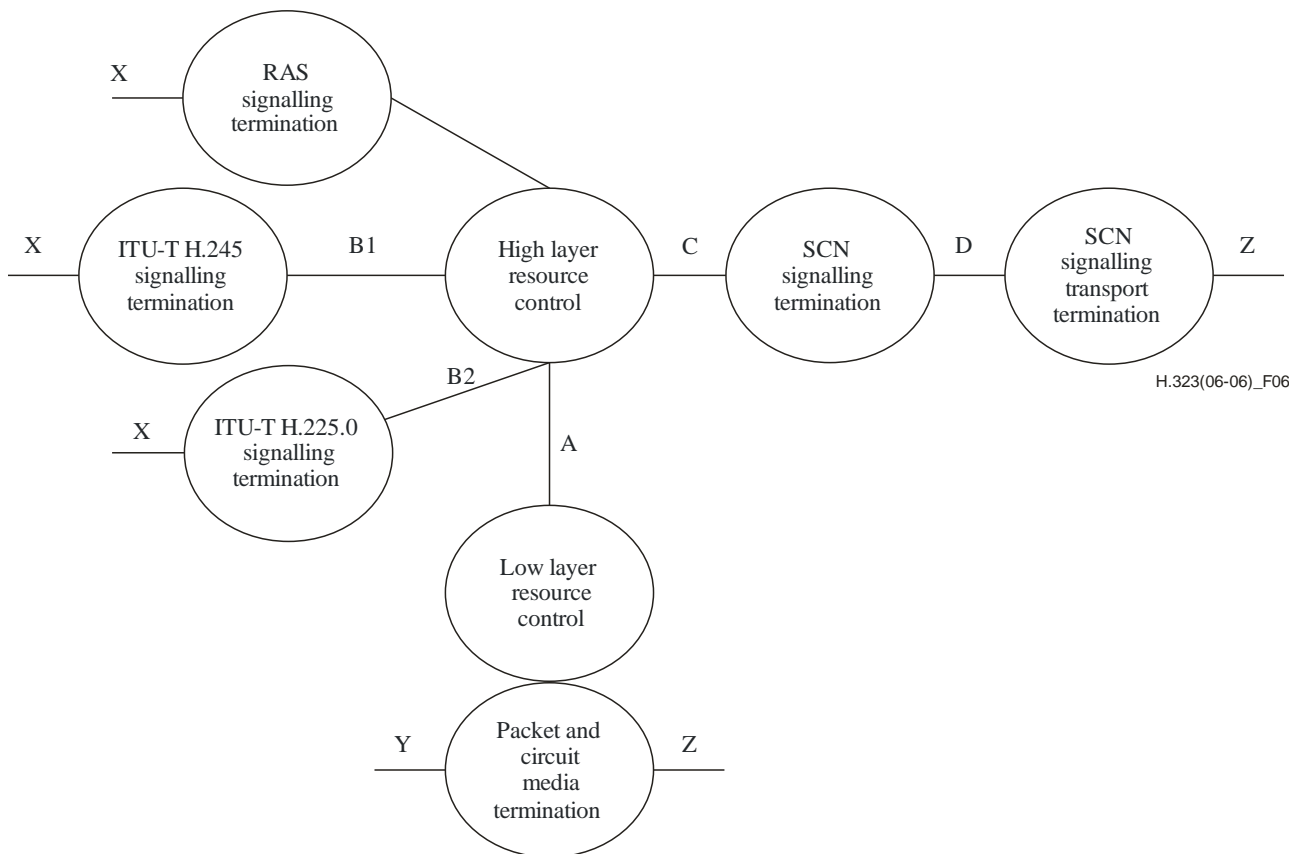 X
RAS
signalling
termination
X
ITU-T H.245
signalling
termination
B1
High layer
resource
control
C
SCN
signalling
termination
D
SCN
signalling
transport
termination
Z
H.323(06-06)_F06
B2
X
ITU-T H.225.0
signalling
termination
A
Low layer
resource
control
Y
Packet and
circuit
media
termination
Z